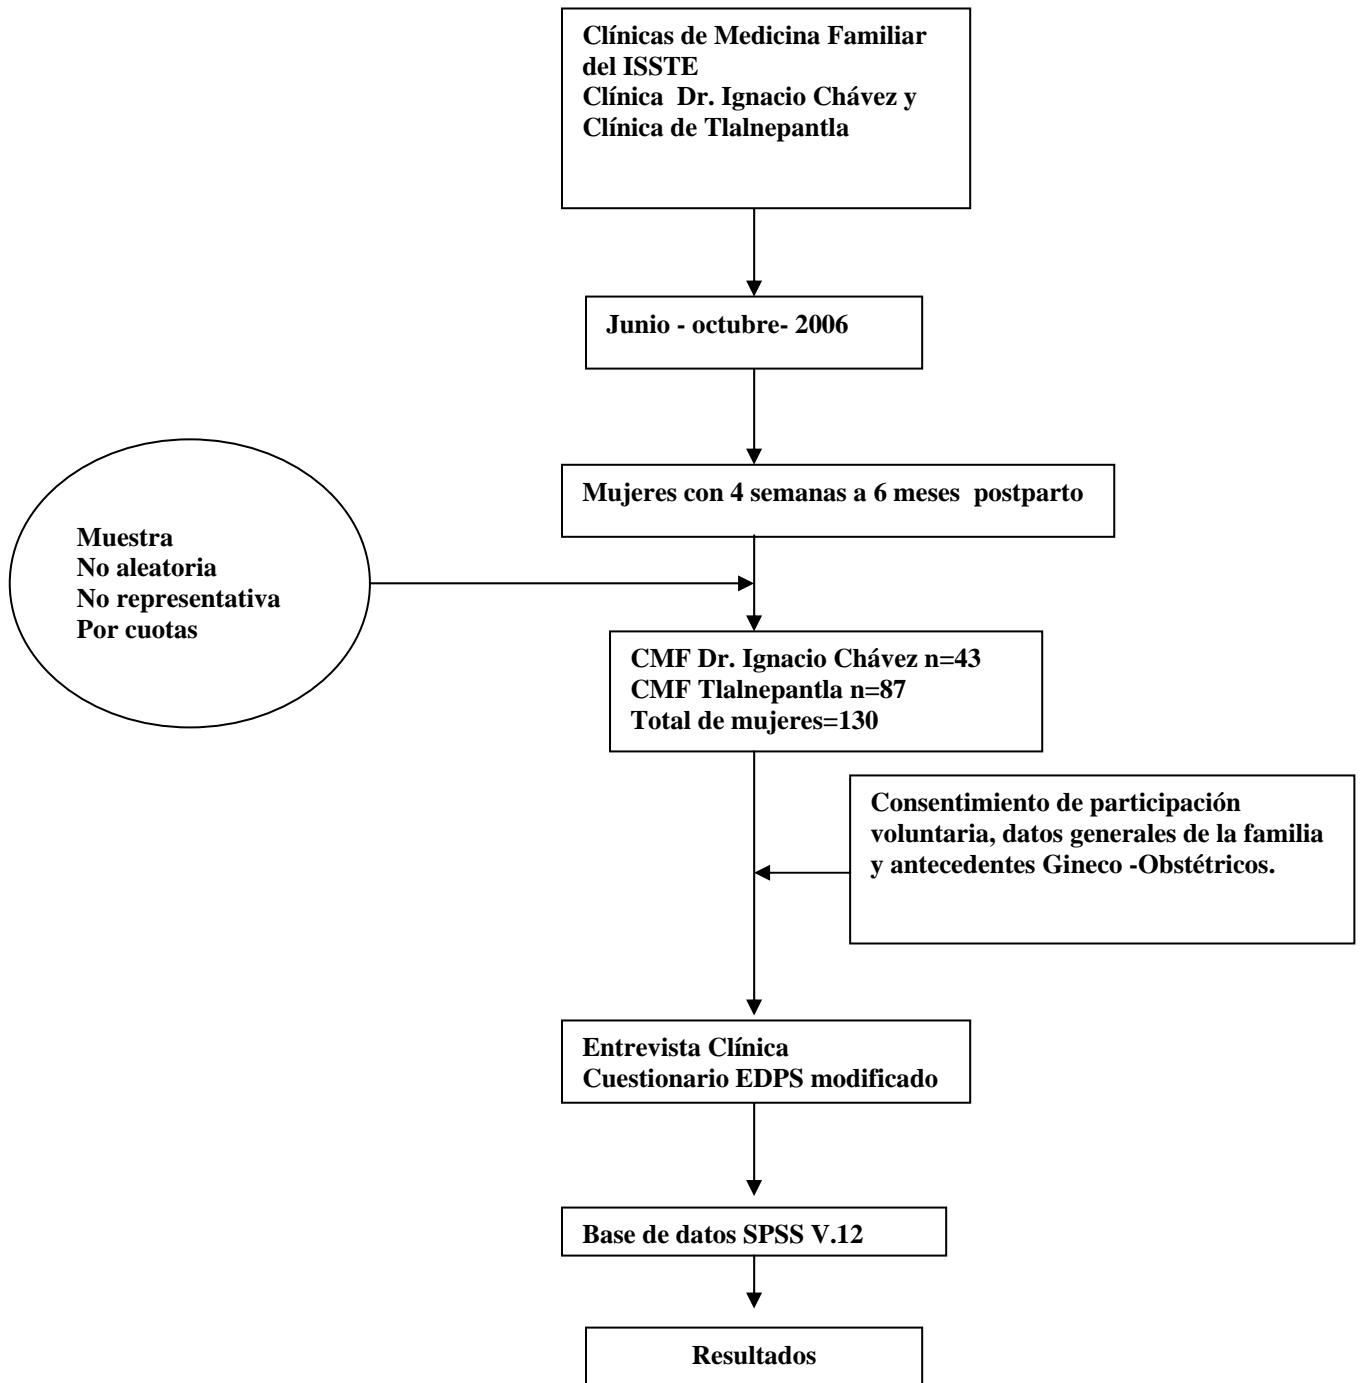 Clínicas de Medicina Familiar
del ISSTE
Clínica Dr. Ignacio Chávez y
Clínica de Tlalnepantla
Junio - octubre- 2006
Mujeres con 4 semanas a 6 meses postparto
Muestra
No aleatoria
No representativa
Por cuotas
CMF Dr. Ignacio Chávez n=43
CMF Tlalnepantla n=87
Total de mujeres=130
Consentimiento de participación
voluntaria, datos generales de la familia
y antecedentes Gineco -Obstétricos.
Entrevista Clínica
Cuestionario EDPS modificado
Base de datos SPSS V.12
Resultados